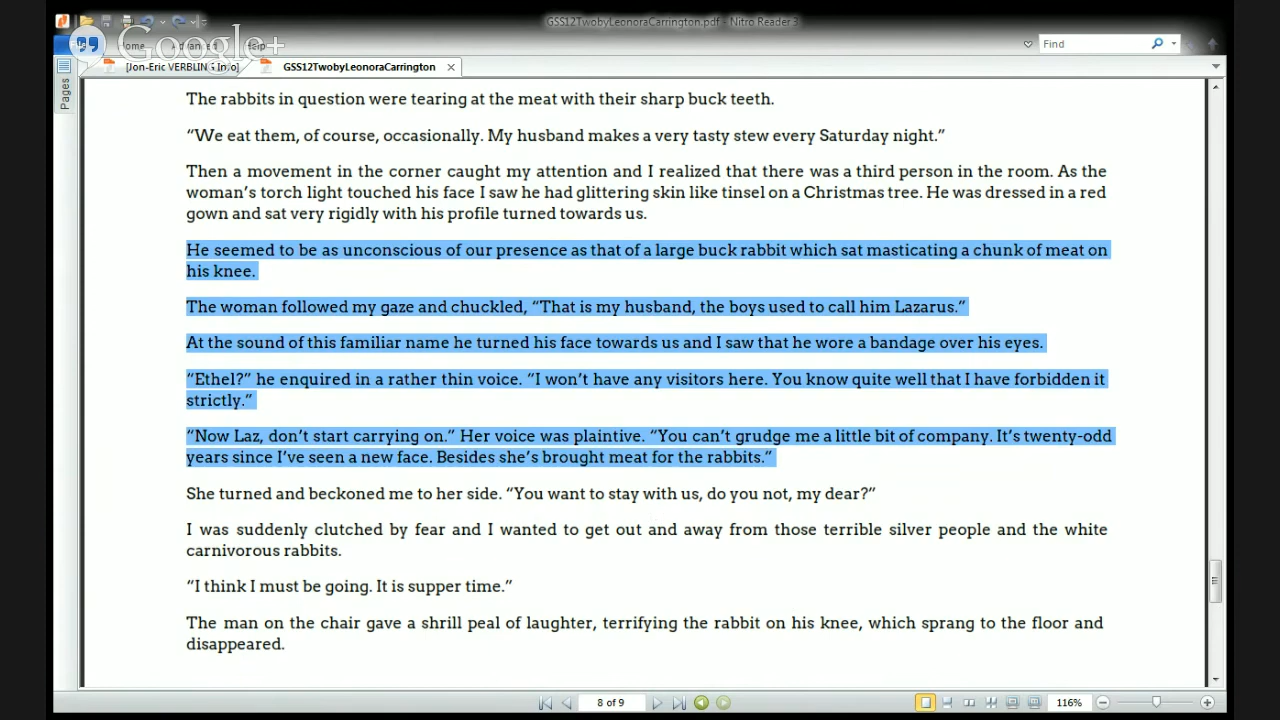 GSS12TwobyLeonoraCarrington.pdf - Nitro Reader 3
Google+
Home Advanced Help
Find
[Jon-Eric VERBLING Info] GSS12TwobyLeonoraCarrington
Pages
The rabbits in question were tearing at the meat with their sharp buck teeth.
“We eat them, of course, occasionally. My husband makes a very tasty stew every Saturday night.”
Then a movement in the corner caught my attention and I realized that there was a third person in the room. As the
woman’s torch light touched his face I saw he had glittering skin like tinsel on a Christmas tree. He was dressed in a red
gown and sat very rigidly with his profile turned towards us.
He seemed to be as unconscious of our presence as that of a large buck rabbit which sat masticating a chunk of meat on
his knee.
The woman followed my gaze and chuckled, “That is my husband, the boys used to call him Lazarus.”
At the sound of this familiar name he turned his face towards us and I saw that he wore a bandage over his eyes.
“Ethel?” he enquired in a rather thin voice. “I won’t have any visitors here. You know quite well that I have forbidden it
strictly.”
“Now Laz, don’t start carrying on.” Her voice was plaintive. “You can’t grudge me a little bit of company. It’s twenty-odd
years since I’ve seen a new face. Besides she’s brought meat for the rabbits.”
She turned and beckoned me to her side. “You want to stay with us, do you not, my dear?”
I was suddenly clutched by fear and I wanted to get out and away from those terrible silver people and the white
carnivorous rabbits.
“I think I must be going. It is supper time.”
The man on the chair gave a shrill peal of laughter, terrifying the rabbit on his knee, which sprang to the floor and
disappeared.
8 of 9
116%